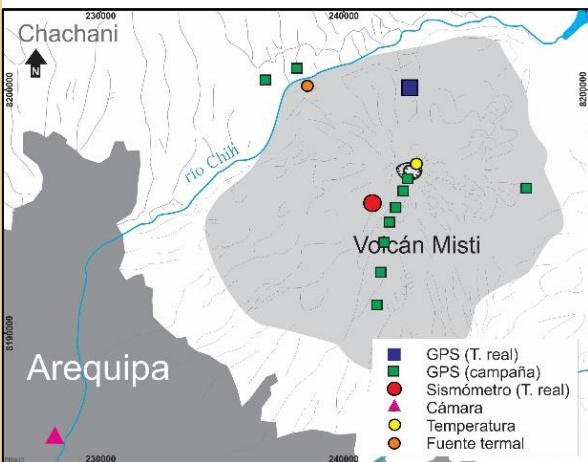 230000
240000
Chachani
N
8200000
8200000
río Chili
Volcán Misti
8190000
Arequipa
GPS (T. real)
GPS (campaña)
Sismómetro (T. real)
Cámara
Temperatura
Fuente termal
230000
240000